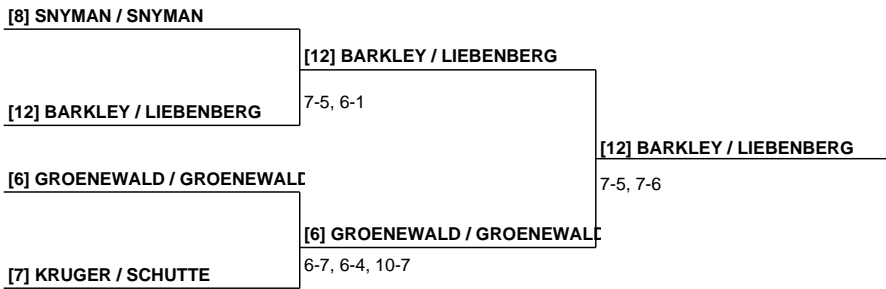 [8] SNYMAN / SNYMAN
[12] BARKLEY / LIEBENBERG
7-5, 6-1
[12] BARKLEY / LIEBENBERG
[12] BARKLEY / LIEBENBERG
7-5, 7-6
[6] GROENEWALD / GROENEWALD
[6] GROENEWALD / GROENEWALD
6-7, 6-4, 10-7
[7] KRUGER / SCHUTTE